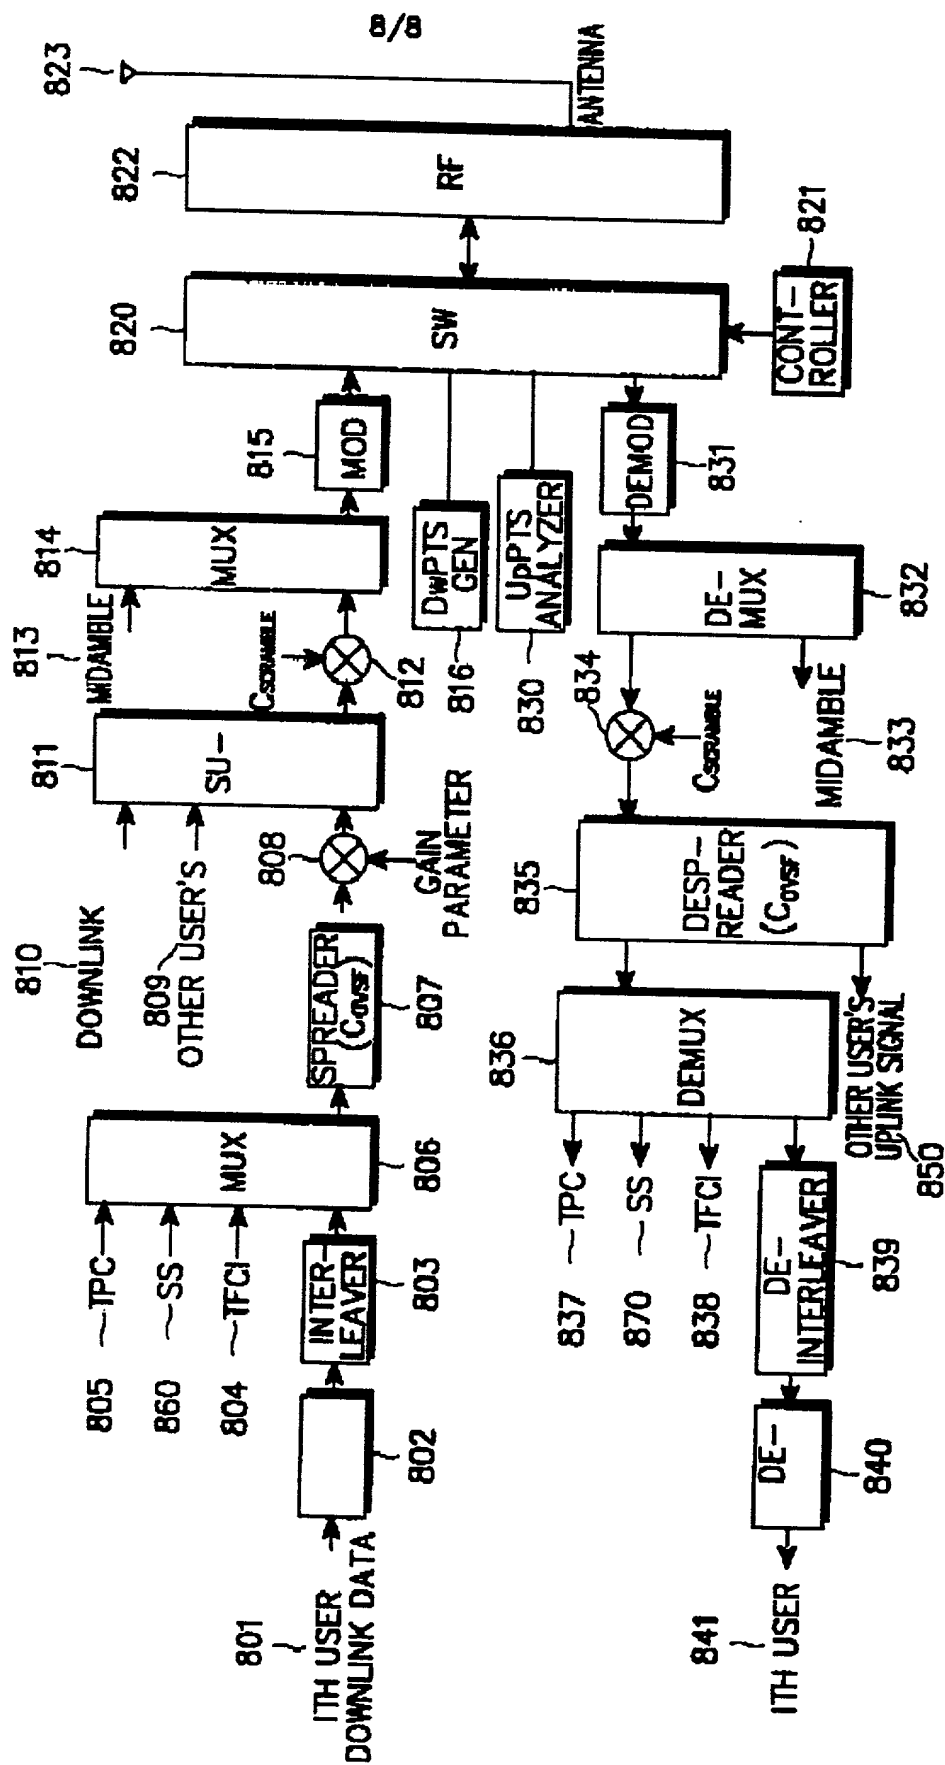 8/8
801
ITH USER
DOWNLINK DATA
802
805
TPC
860
SS
804
TFCI
INTER-
LEAVER
803
MUX
806
SPREADER
(COVSF)
807
810
DOWNLINK
809
OTHER USER'S
808
GAIN
PARAMETER
811
SU-
813
MIDAMBLE
CSCRAMBLE
812
814
MUX
815
MOD
DwPTS
GEN
816
UpPTS
ANALYZER
830
820
SW
822
RF
823
ANTENNA
CONT-
ROLLER
821
DEMOD
831
DE-
MUX
832
MIDAMBLE
833
834
CSCRAMBLE
835
DESP-
READER
(COVSF)
OTHER USER'S
UPLINK SIGNAL
850
836
DEMUX
837
TPC
870
SS
838
TFCI
DE-
INTERLEAVER
839
DE-
840
841
ITH USER